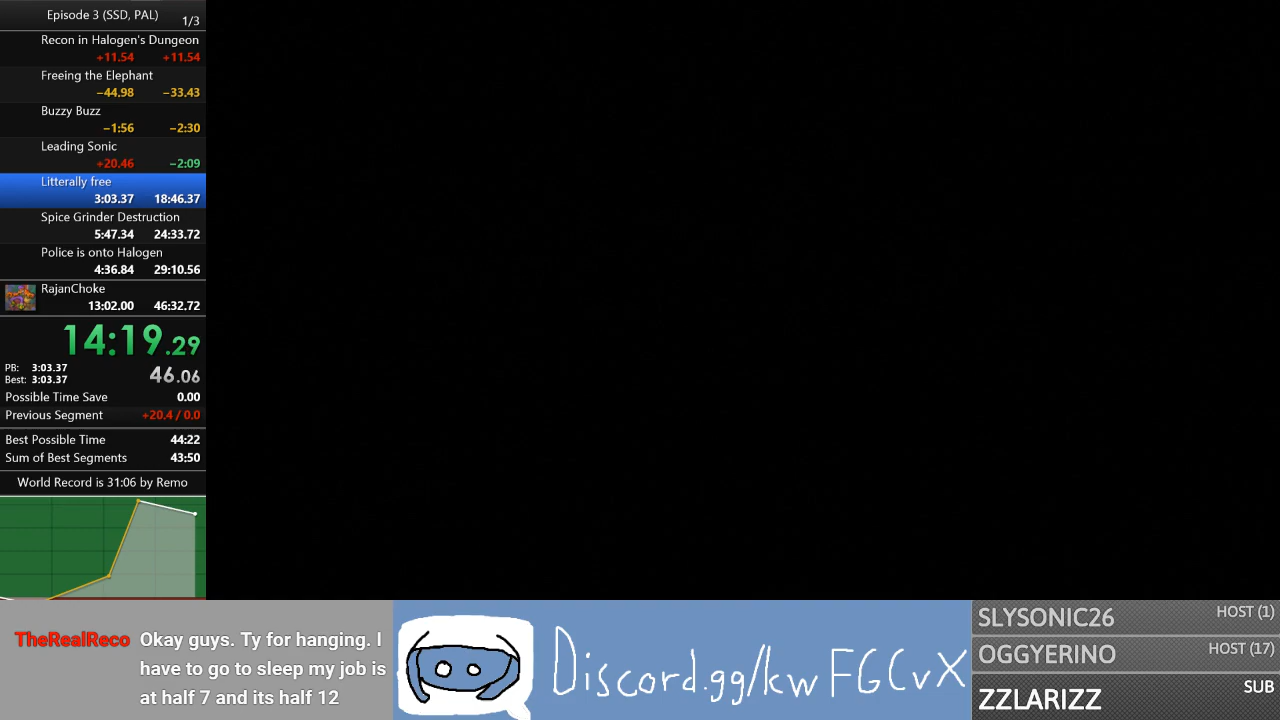 Episode 3 (SSD, PAL) 1/3
Recon in Halogen's Dungeon
+11.54 +11.54
Freeing the Elephant
−44.98 −33.43
Buzzy Buzz
−1:56 −2:30
Leading Sonic
+20.46 −2:09
Litterally free
3:03.37 18:46.37
Spice Grinder Destruction
5:47.34 24:33.72
Police is onto Halogen
4:36.84 29:10.56
RajanChoke
13:02.00 46:32.72
14:19.29
PB: 3:03.37
Best: 3:03.37
46.06
Possible Time Save 0.00
Previous Segment +20.4 / 0.0
Best Possible Time 44:22
Sum of Best Segments 43:50
World Record is 31:06 by Remo
TheRealReco Okay guys. Ty for hanging. I
have to go to sleep my job is
at half 7 and its half 12
Discord.gg/kwFGCvX
SLYSONIC26 HOST (1)
OGGYERINO HOST (17)
ZZLARIZZ SUB